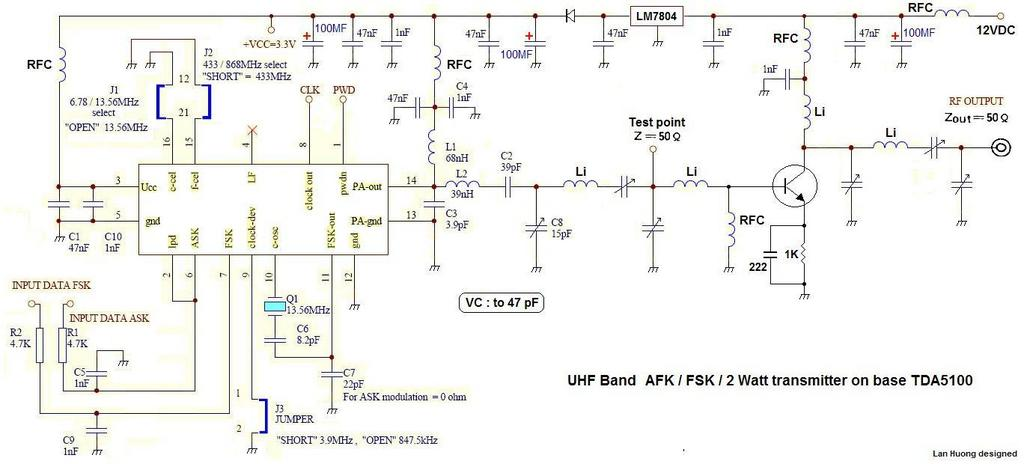 RFC
12VDC
LM7804
+VCC=3.3V
+
100MF
47nF
1nF
47nF
+
100MF
47nF
1nF
47nF
+
100MF
RFC
J2
433 / 868MHz select
"SHORT" = 433MHz
J1
6.78 / 13.56MHz
select
"OPEN" 13.56MHz
12
21
CLK
PWD
RFC
47nF
C4
1nF
L1
68nH
RFC
1nF
Li
Test point
Z = 50 Ω
RF OUTPUT
Zout = 50 Ω
Li
16
15
4
8
1
3
5
Ucc
gnd
c-cel
f-cel
LF
clock out
pwdn
PA-out
PA-gnd
14
13
lpd
ASK
FSK
clock-dev
c-osc
FSK-out
gnd
2
6
7
9
10
11
12
C1
47nF
C10
1nF
L2
39nH
C2
39pF
C3
3.9pF
Li
C8
15pF
Li
RFC
222
1K
INPUT DATA FSK
INPUT DATA ASK
R2
4.7K
R1
4.7K
C5
1nF
C9
1nF
Q1
13.56MHz
C6
8.2pF
C7
22pF
For ASK modulation = 0 ohm
1
2
J3
JUMPER
"SHORT" 3.9MHz , "OPEN" 847.5kHz
VC : to 47 pF
UHF Band AFK / FSK / 2 Watt transmitter on base TDA5100
Lan Huong designed